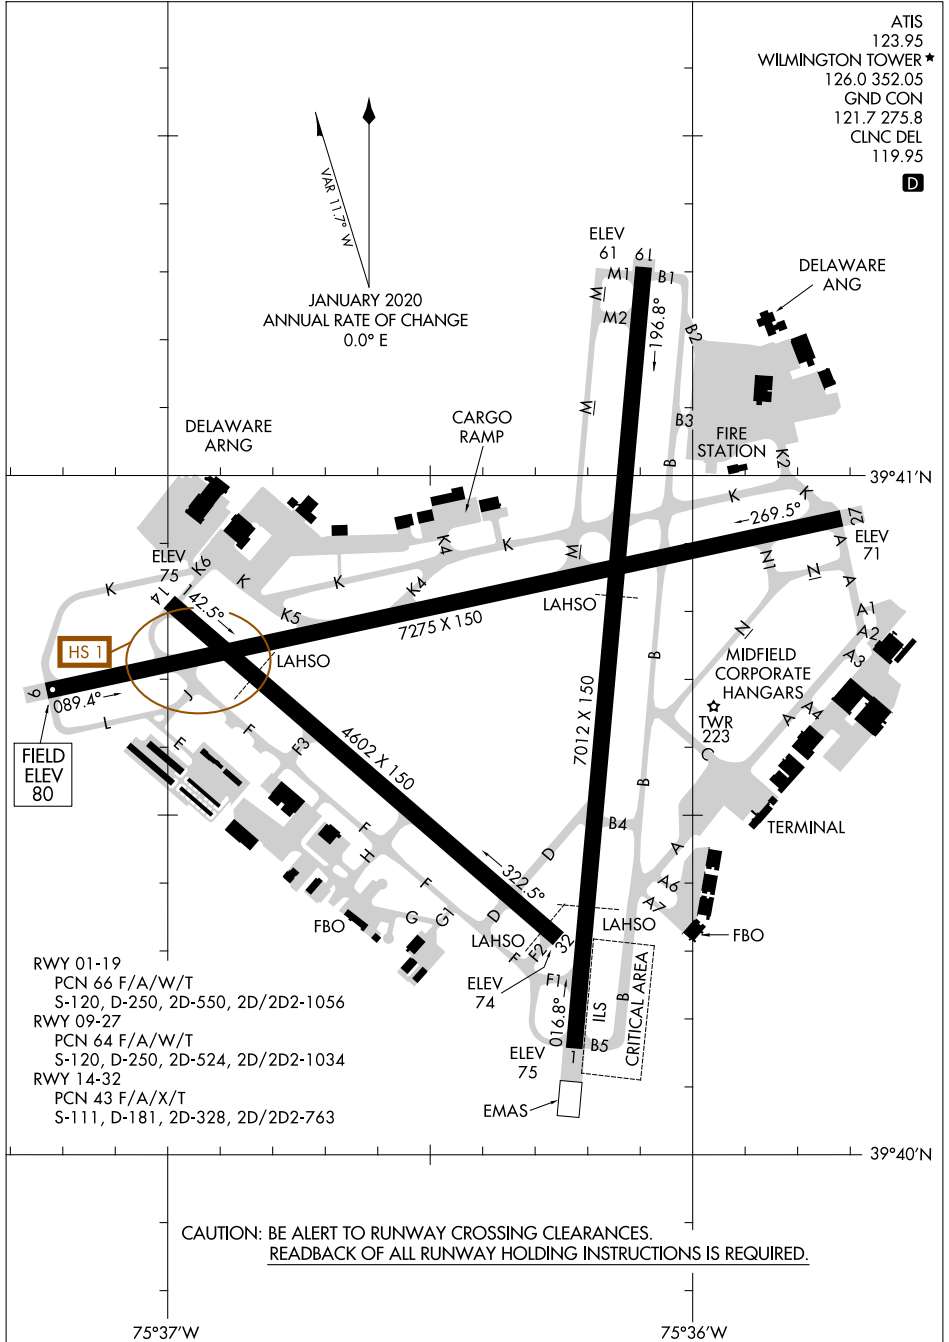 ATIS
123.95
WILMINGTON TOWER ★
126.0 352.05
GND CON
121.7 275.8
CLNC DEL
119.95
D
VAR 11.7° W
JANUARY 2020
ANNUAL RATE OF CHANGE
0.0° E
ELEV
61
19
M1
B1
M
M2
196.8°
B2
DELAWARE
ANG
M
B3
B
DELAWARE
ARNG
CARGO
RAMP
FIRE
STATION
K2
39°41'N
K
K
269.5°
27
ELEV
71
A
K4
K
M
N1
N
A
ELEV
75
K6
K
K
K
K4
K5
14
142.5°
7275 X 150
LAHSO
A1
A2
A3
N
HS 1
LAHSO
B
MIDFIELD
CORPORATE
HANGARS
9
089.4°
J
L
F
E
F3
4602 X 150
7012 X 150
TWR
223
A
A4
C
FIELD
ELEV
80
B
B4
TERMINAL
F
H
D
A
322.5°
F
A6
A7
G
G1
D
FBO
LAHSO
LAHSO
FBO
F
F2
32
ELEV
74
F1
016.8°
ILS
CRITICAL AREA
B
B5
1
ELEV
75
EMAS
RWY 01-19
PCN 66 F/A/W/T
S-120, D-250, 2D-550, 2D/2D2-1056
RWY 09-27
PCN 64 F/A/W/T
S-120, D-250, 2D-524, 2D/2D2-1034
RWY 14-32
PCN 43 F/A/X/T
S-111, D-181, 2D-328, 2D/2D2-763
39°40'N
CAUTION: BE ALERT TO RUNWAY CROSSING CLEARANCES.
READBACK OF ALL RUNWAY HOLDING INSTRUCTIONS IS REQUIRED.
75°37'W
75°36'W